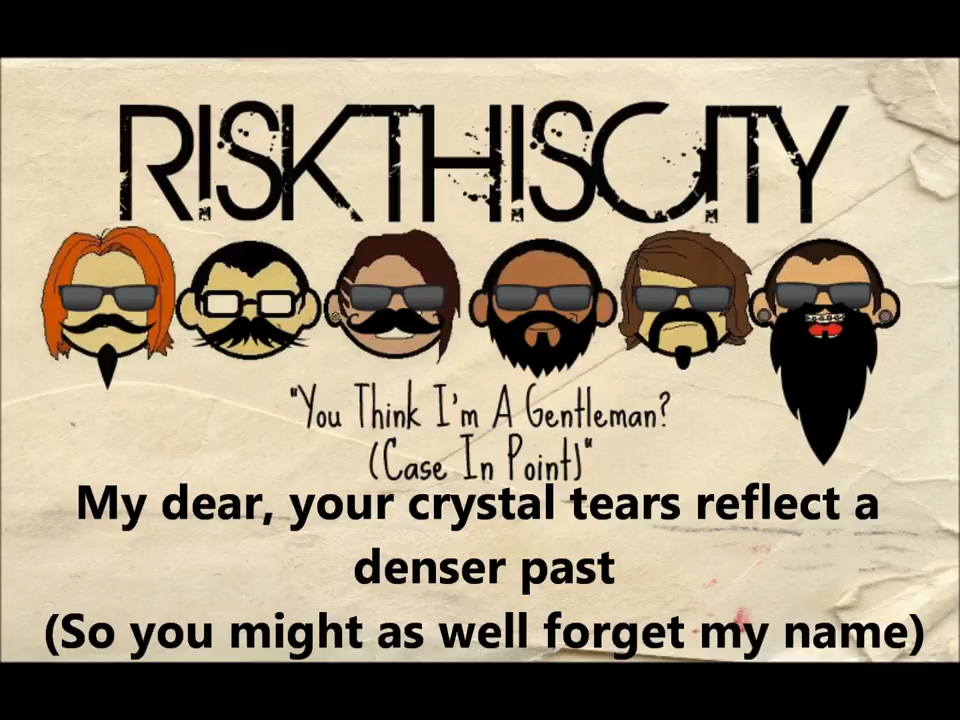 RISKTHISCITY
"You Think I'm A Gentleman?
(Case In Point)"
My dear, your crystal tears reflect a
denser past
(So you might as well forget my name)